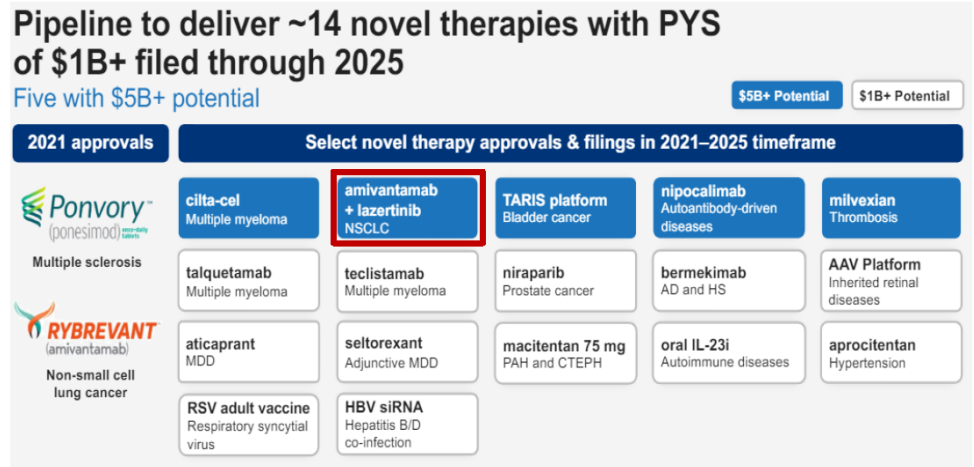 Pipeline to deliver ~14 novel therapies with PYS
of $1B+ filed through 2025
Five with $5B+ potential
$5B+ Potential
$1B+ Potential
2021 approvals
Select novel therapy approvals & filings in 2021–2025 timeframe
Ponvory™
(ponesimod) once-daily
tablets
Multiple sclerosis
RYBREVANT™
(amivantamab)
Non-small cell
lung cancer
cilta-cel
Multiple myeloma
amivantamab
+ lazertinib
NSCLC
TARIS platform
Bladder cancer
nipocalimab
Autoantibody-driven
diseases
milvexian
Thrombosis
talquetamab
Multiple myeloma
teclistamab
Multiple myeloma
niraparib
Prostate cancer
bermekimab
AD and HS
AAV Platform
Inherited retinal
diseases
aticaprant
MDD
seltorexant
Adjunctive MDD
macitentan 75 mg
PAH and CTEPH
oral IL-23i
Autoimmune diseases
aprocitentan
Hypertension
RSV adult vaccine
Respiratory syncytial
virus
HBV siRNA
Hepatitis B/D
co-infection